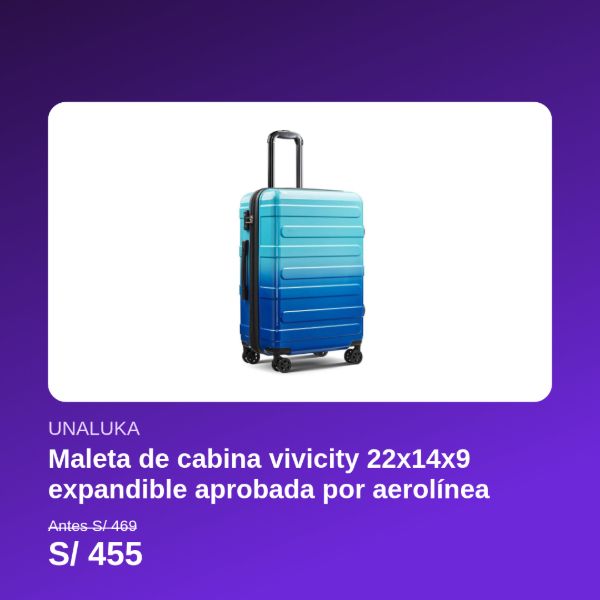 UNALUKA
Maleta de cabina vivicity 22x14x9
expandible aprobada por aerolínea
Antes S/ 469
S/ 455